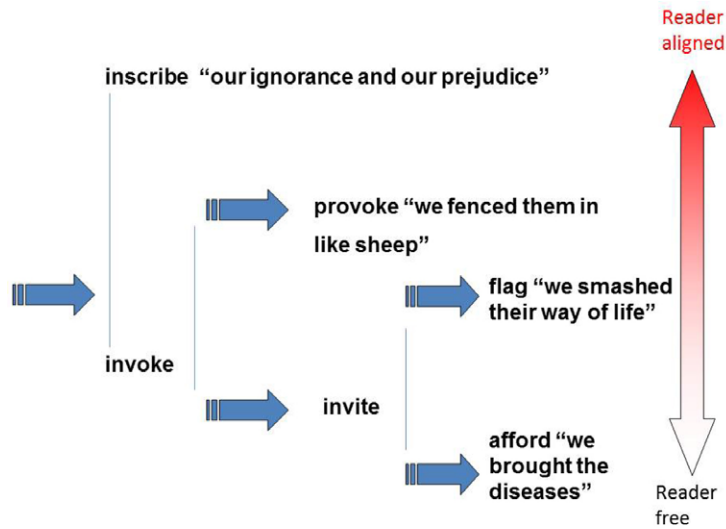 Reader
aligned
inscribe “our ignorance and our prejudice”
provoke “we fenced them in
like sheep”
flag “we smashed
their way of life”
invoke
invite
afford “we
brought the
diseases”
Reader
free